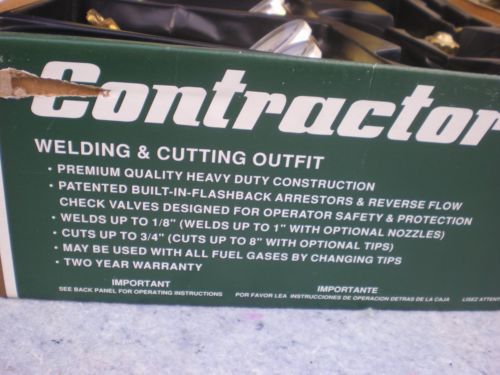 Contractor
WELDING & CUTTING OUTFIT
• PREMIUM QUALITY HEAVY DUTY CONSTRUCTION
• PATENTED BUILT-IN-FLASHBACK ARRESTORS & REVERSE FLOW
CHECK VALVES DESIGNED FOR OPERATOR SAFETY & PROTECTION
• WELDS UP TO 1/8" (WELDS UP TO 1" WITH OPTIONAL NOZZLES)
• CUTS UP TO 3/4" (CUTS UP TO 8" WITH OPTIONAL TIPS)
• MAY BE USED WITH ALL FUEL GASES BY CHANGING TIPS
• TWO YEAR WARRANTY
IMPORTANT
SEE BACK PANEL FOR OPERATING INSTRUCTIONS
IMPORTANTE
POR FAVOR LEA INSTRUCCIONES DE OPERACION DETRAS DE LA CAJA
LISEZ ATTENT